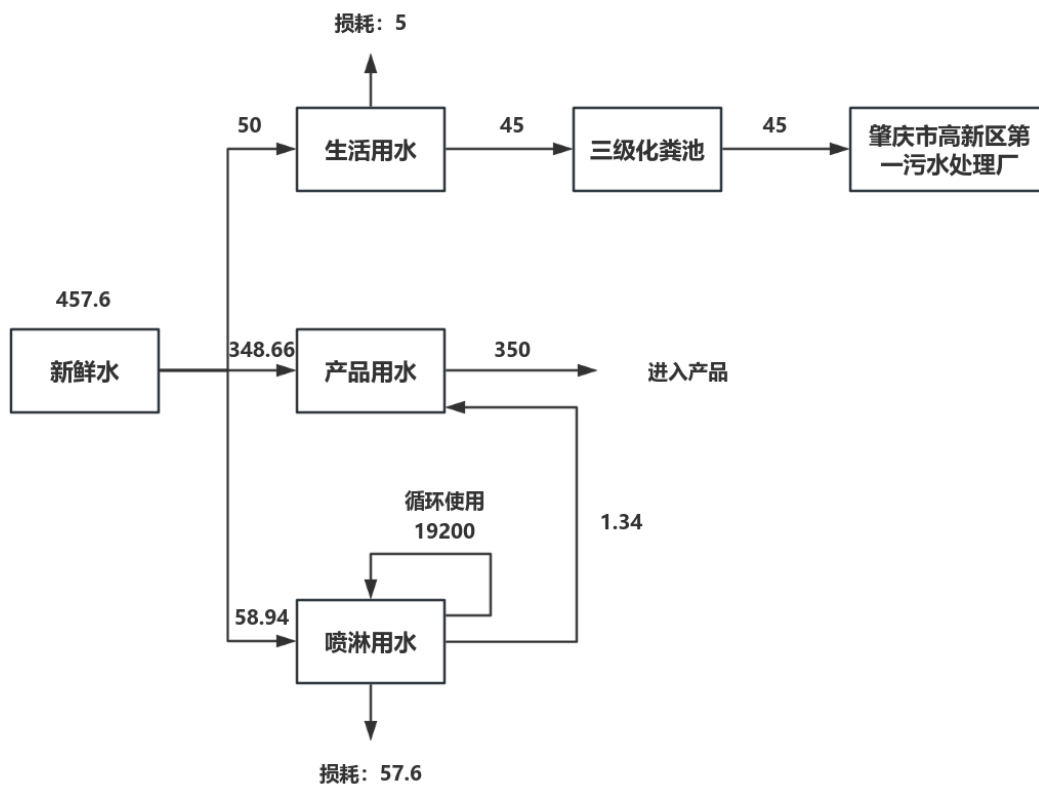 损耗：5
50
生活用水
45
三级化粪池
45
肇庆市高新区第
一污水处理厂
457.6
新鲜水
348.66
产品用水
350
进入产品
循环使用
19200
1.34
58.94
喷淋用水
损耗：57.6